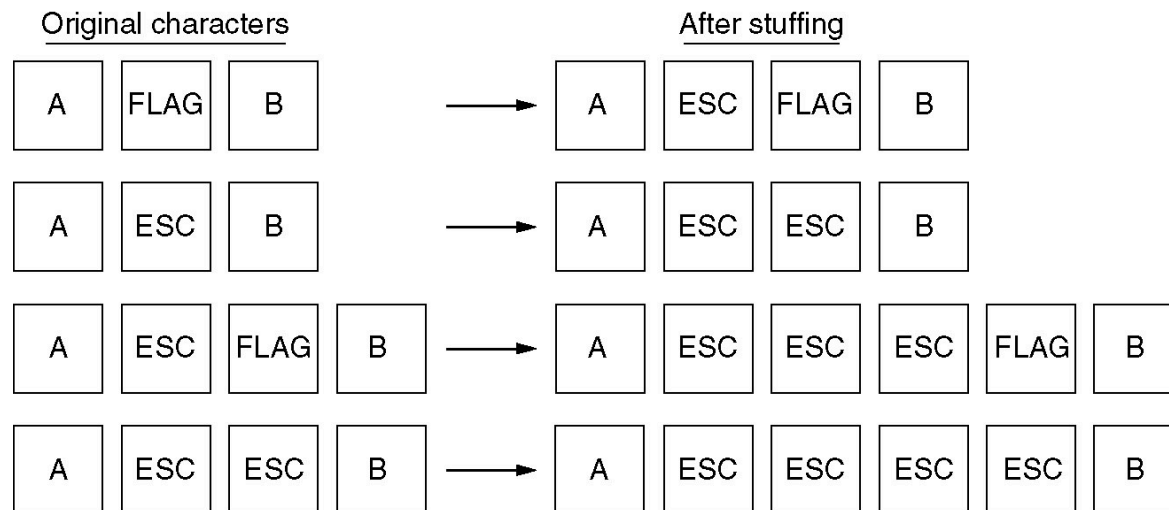 Original characters After stuffing
A FLAG B A ESC FLAG B
A ESC B A ESC ESC B
A ESC FLAG B A ESC ESC ESC FLAG B
A ESC ESC B A ESC ESC ESC ESC B